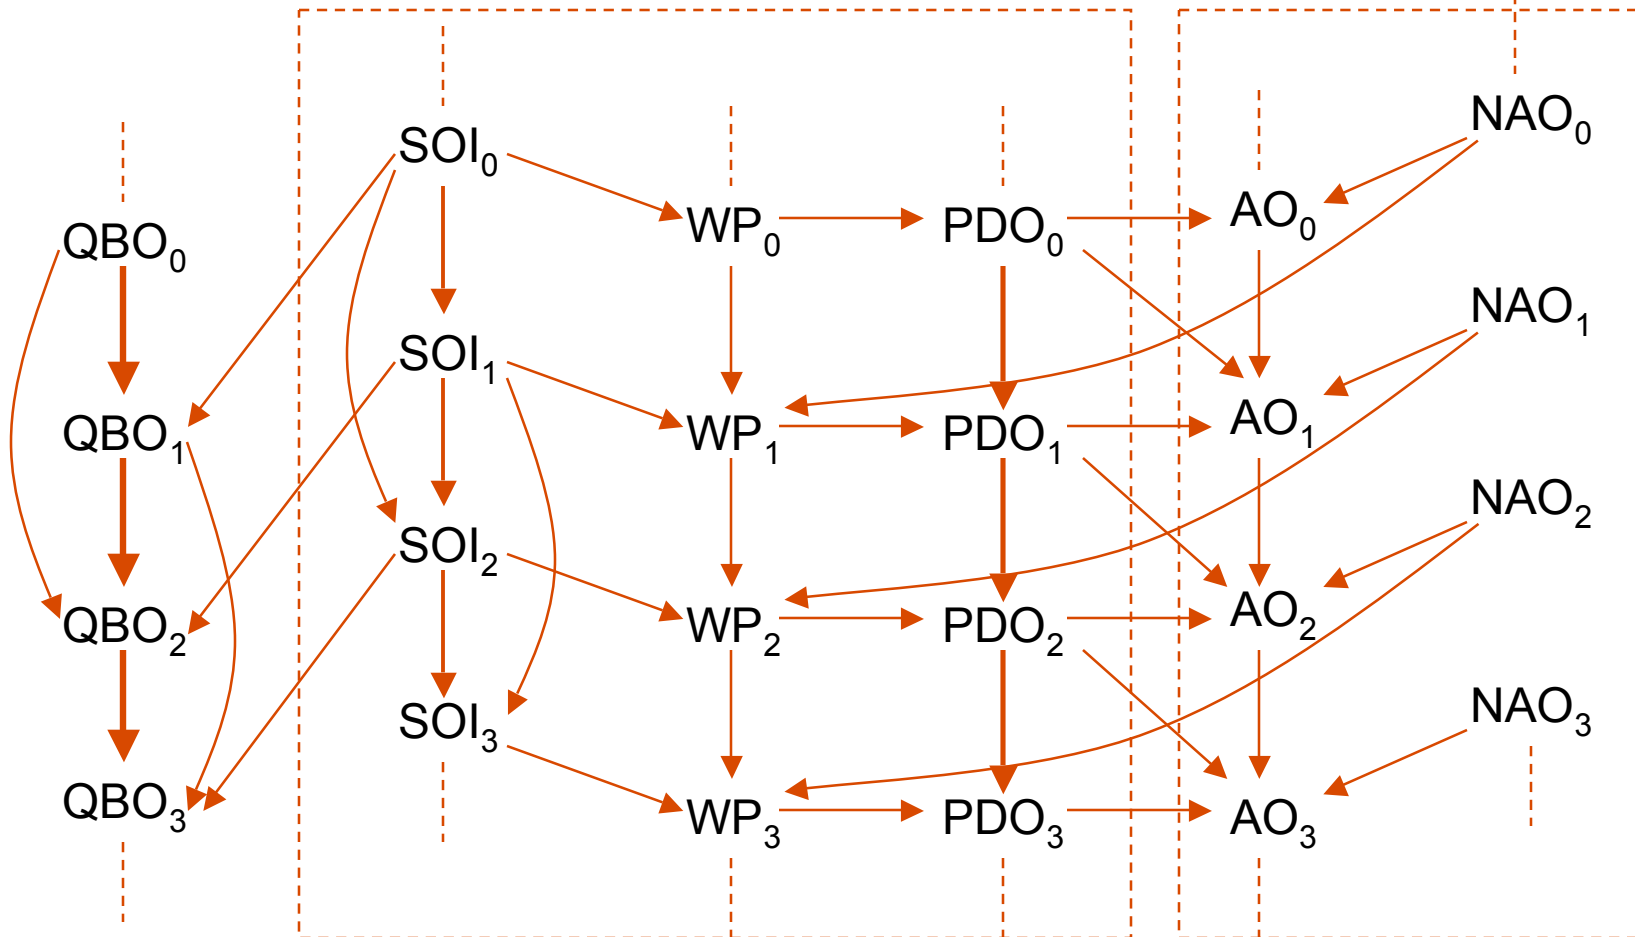 SOI₀
NAO₀
QBO₀
WP₀
PDO₀
AO₀
SOI₁
NAO₁
QBO₁
WP₁
PDO₁
AO₁
SOI₂
NAO₂
QBO₂
WP₂
PDO₂
AO₂
SOI₃
NAO₃
QBO₃
WP₃
PDO₃
AO₃